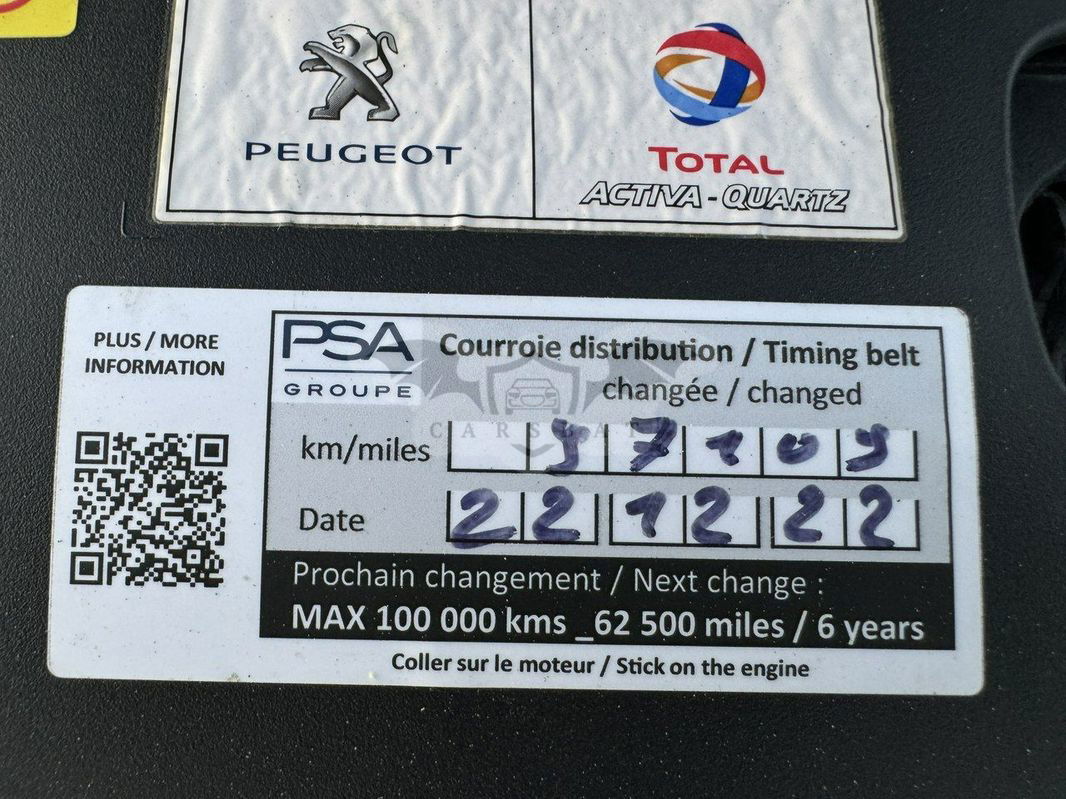 PEUGEOT
TOTAL
ACTIVA - QUARTZ
PLUS / MORE
INFORMATION
PSA
GROUPE
Courroie distribution / Timing belt
changée / changed
CARSBAT
km/miles 97109
Date 22 12 22
Prochain changement / Next change :
MAX 100 000 kms _62 500 miles / 6 years
Coller sur le moteur / Stick on the engine